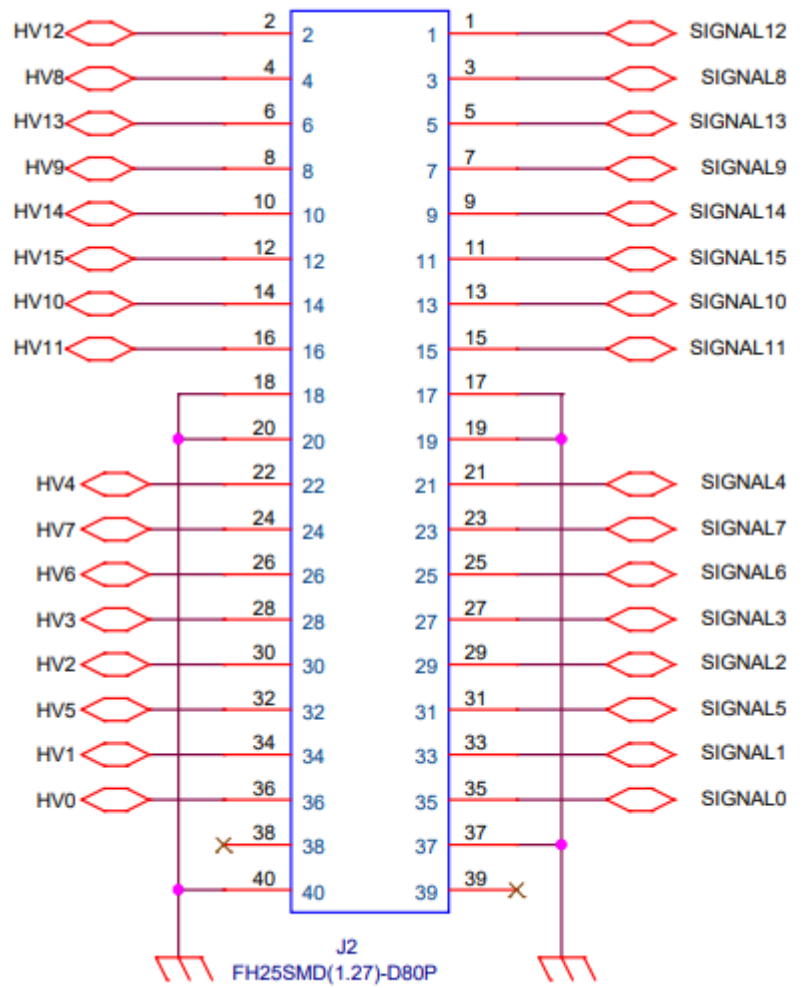 HV12 2 2 1 1 SIGNAL12
HV8 4 4 3 3 SIGNAL8
HV13 6 6 5 5 SIGNAL13
HV9 8 8 7 7 SIGNAL9
HV14 10 10 9 9 SIGNAL14
HV15 12 12 11 11 SIGNAL15
HV10 14 14 13 13 SIGNAL10
HV11 16 16 15 15 SIGNAL11
18 18 17 17
20 20 19 19
HV4 22 22 21 21 SIGNAL4
HV7 24 24 23 23 SIGNAL7
HV6 26 26 25 25 SIGNAL6
HV3 28 28 27 27 SIGNAL3
HV2 30 30 29 29 SIGNAL2
HV5 32 32 31 31 SIGNAL5
HV1 34 34 33 33 SIGNAL1
HV0 36 36 35 35 SIGNAL0
38 38 37 37
40 40 39 39
J2
FH25SMD(1.27)-D80P